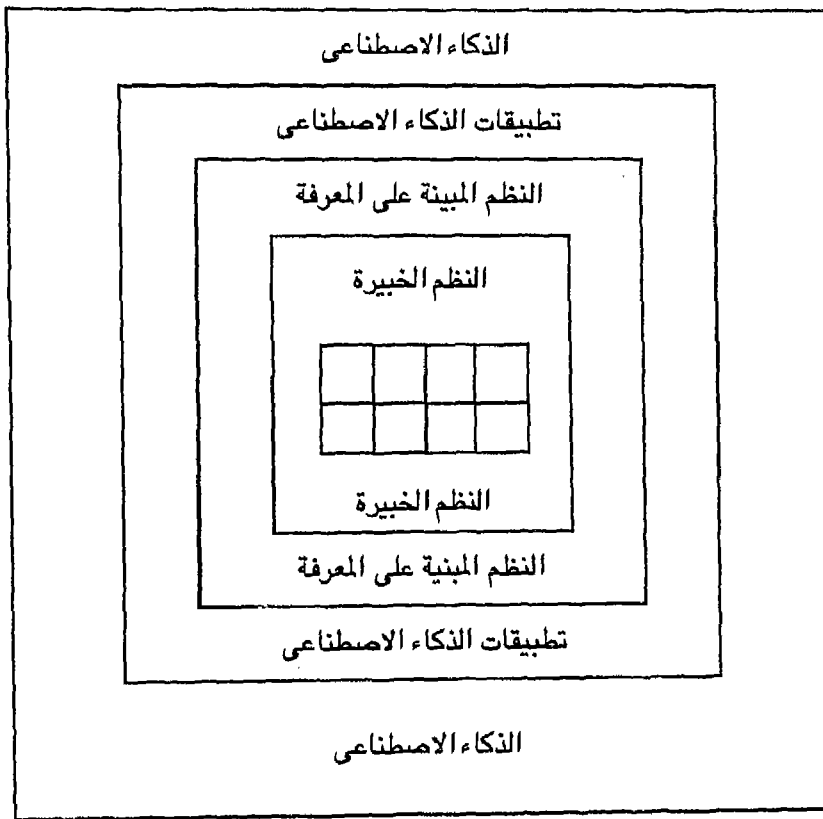 الذكاء الاصطناعى
تطبيقات الذكاء الاصطناعى
النظم المبينة على المعرفة
النظم الخبيرة
النظم الخبيرة
النظم المبنية على المعرفة
تطبيقات الذكاء الاصطناعى
الذكاء الاصطناعى